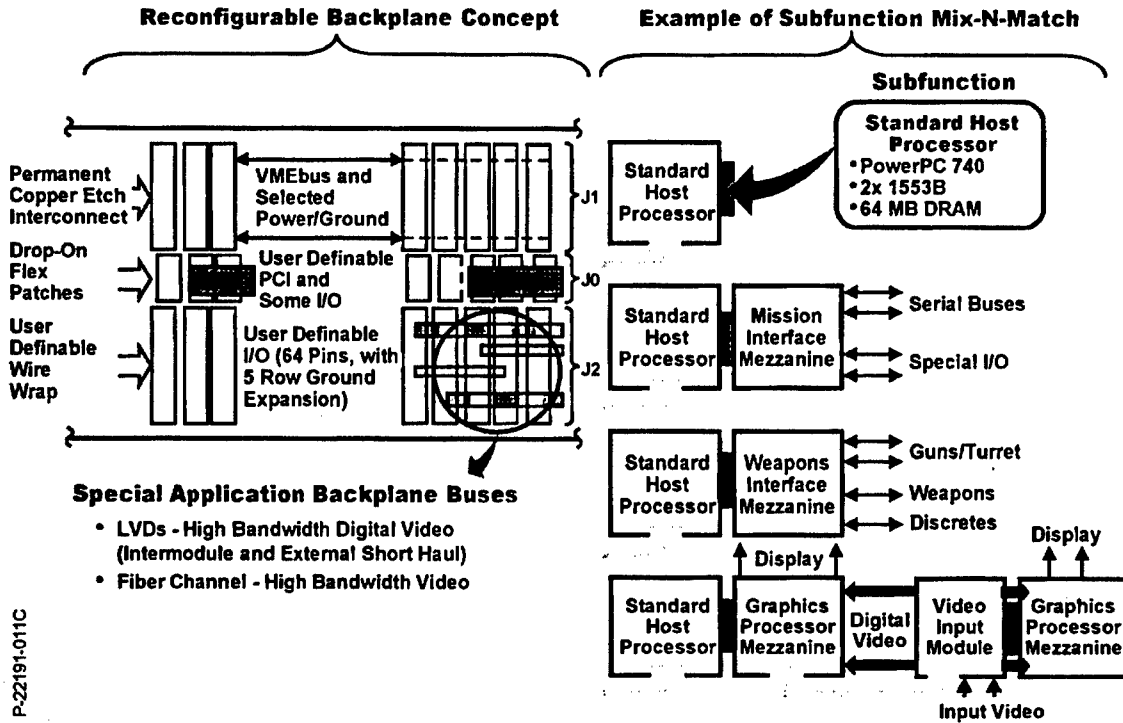 Reconfigurable Backplane Concept
Permanent
Copper Etch
Interconnect
Drop-On
Flex
Patches
User
Definable
Wire
Wrap
VMEbus and
Selected
Power/Ground
User Definable
PCI and
Some I/O
User Definable
I/O (64 Pins, with
5 Row Ground
Expansion)
J1
J0
J2
Special Application Backplane Buses
• LVDs - High Bandwidth Digital Video
(Intermodule and External Short Haul)
• Fiber Channel - High Bandwidth Video
P-22191-011C
Example of Subfunction Mix-N-Match
Subfunction
Standard Host
Processor
•PowerPC 740
•2x 1553B
•64 MB DRAM
Standard
Host
Processor
Standard
Host
Processor
Mission
Interface
Mezzanine
Serial Buses
Special I/O
Standard
Host
Processor
Weapons
Interface
Mezzanine
Guns/Turret
Weapons
Discretes
Display
Display
Standard
Host
Processor
Graphics
Processor
Mezzanine
Digital
Video
Video
Input
Module
Graphics
Processor
Mezzanine
Input Video